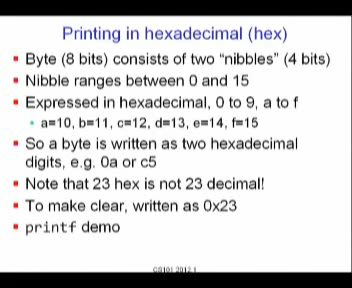 Printing in hexadecimal (hex)
Byte (8 bits) consists of two "nibbles" (4 bits)
Nibble ranges between 0 and 15
Expressed in hexadecimal, 0 to 9, a to f
a=10, b=11, c=12, d=13, e=14, f=15
So a byte is written as two hexadecimal
digits, e.g. 0a or c5
Note that 23 hex is not 23 decimal!
To make clear, written as 0x23
printf demo
CS101 2012.1